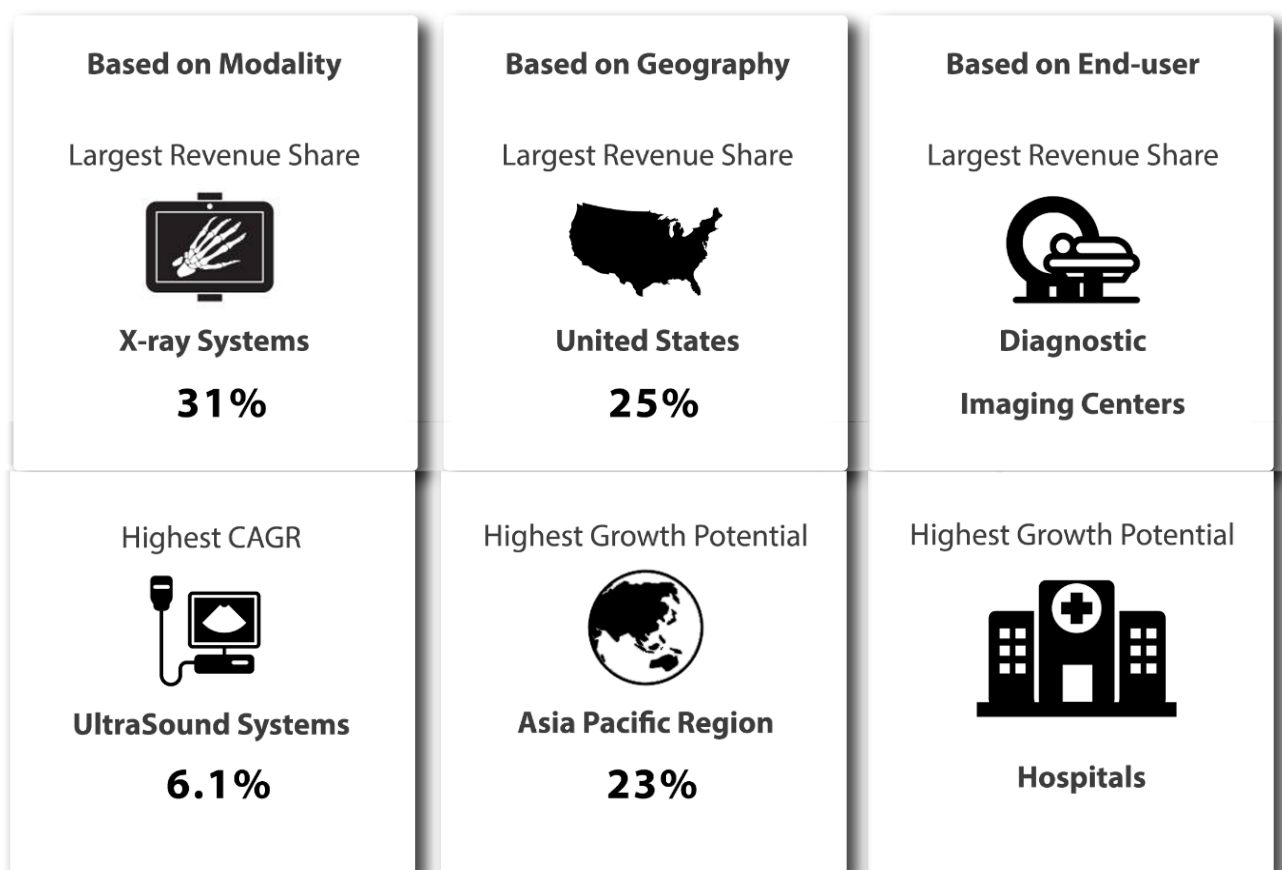 Based on Modality
Largest Revenue Share
X-ray Systems
31%
Based on Geography
Largest Revenue Share
United States
25%
Based on End-user
Largest Revenue Share
Diagnostic
Imaging Centers
Highest CAGR
UltraSound Systems
6.1%
Highest Growth Potential
Asia Pacific Region
23%
Highest Growth Potential
Hospitals